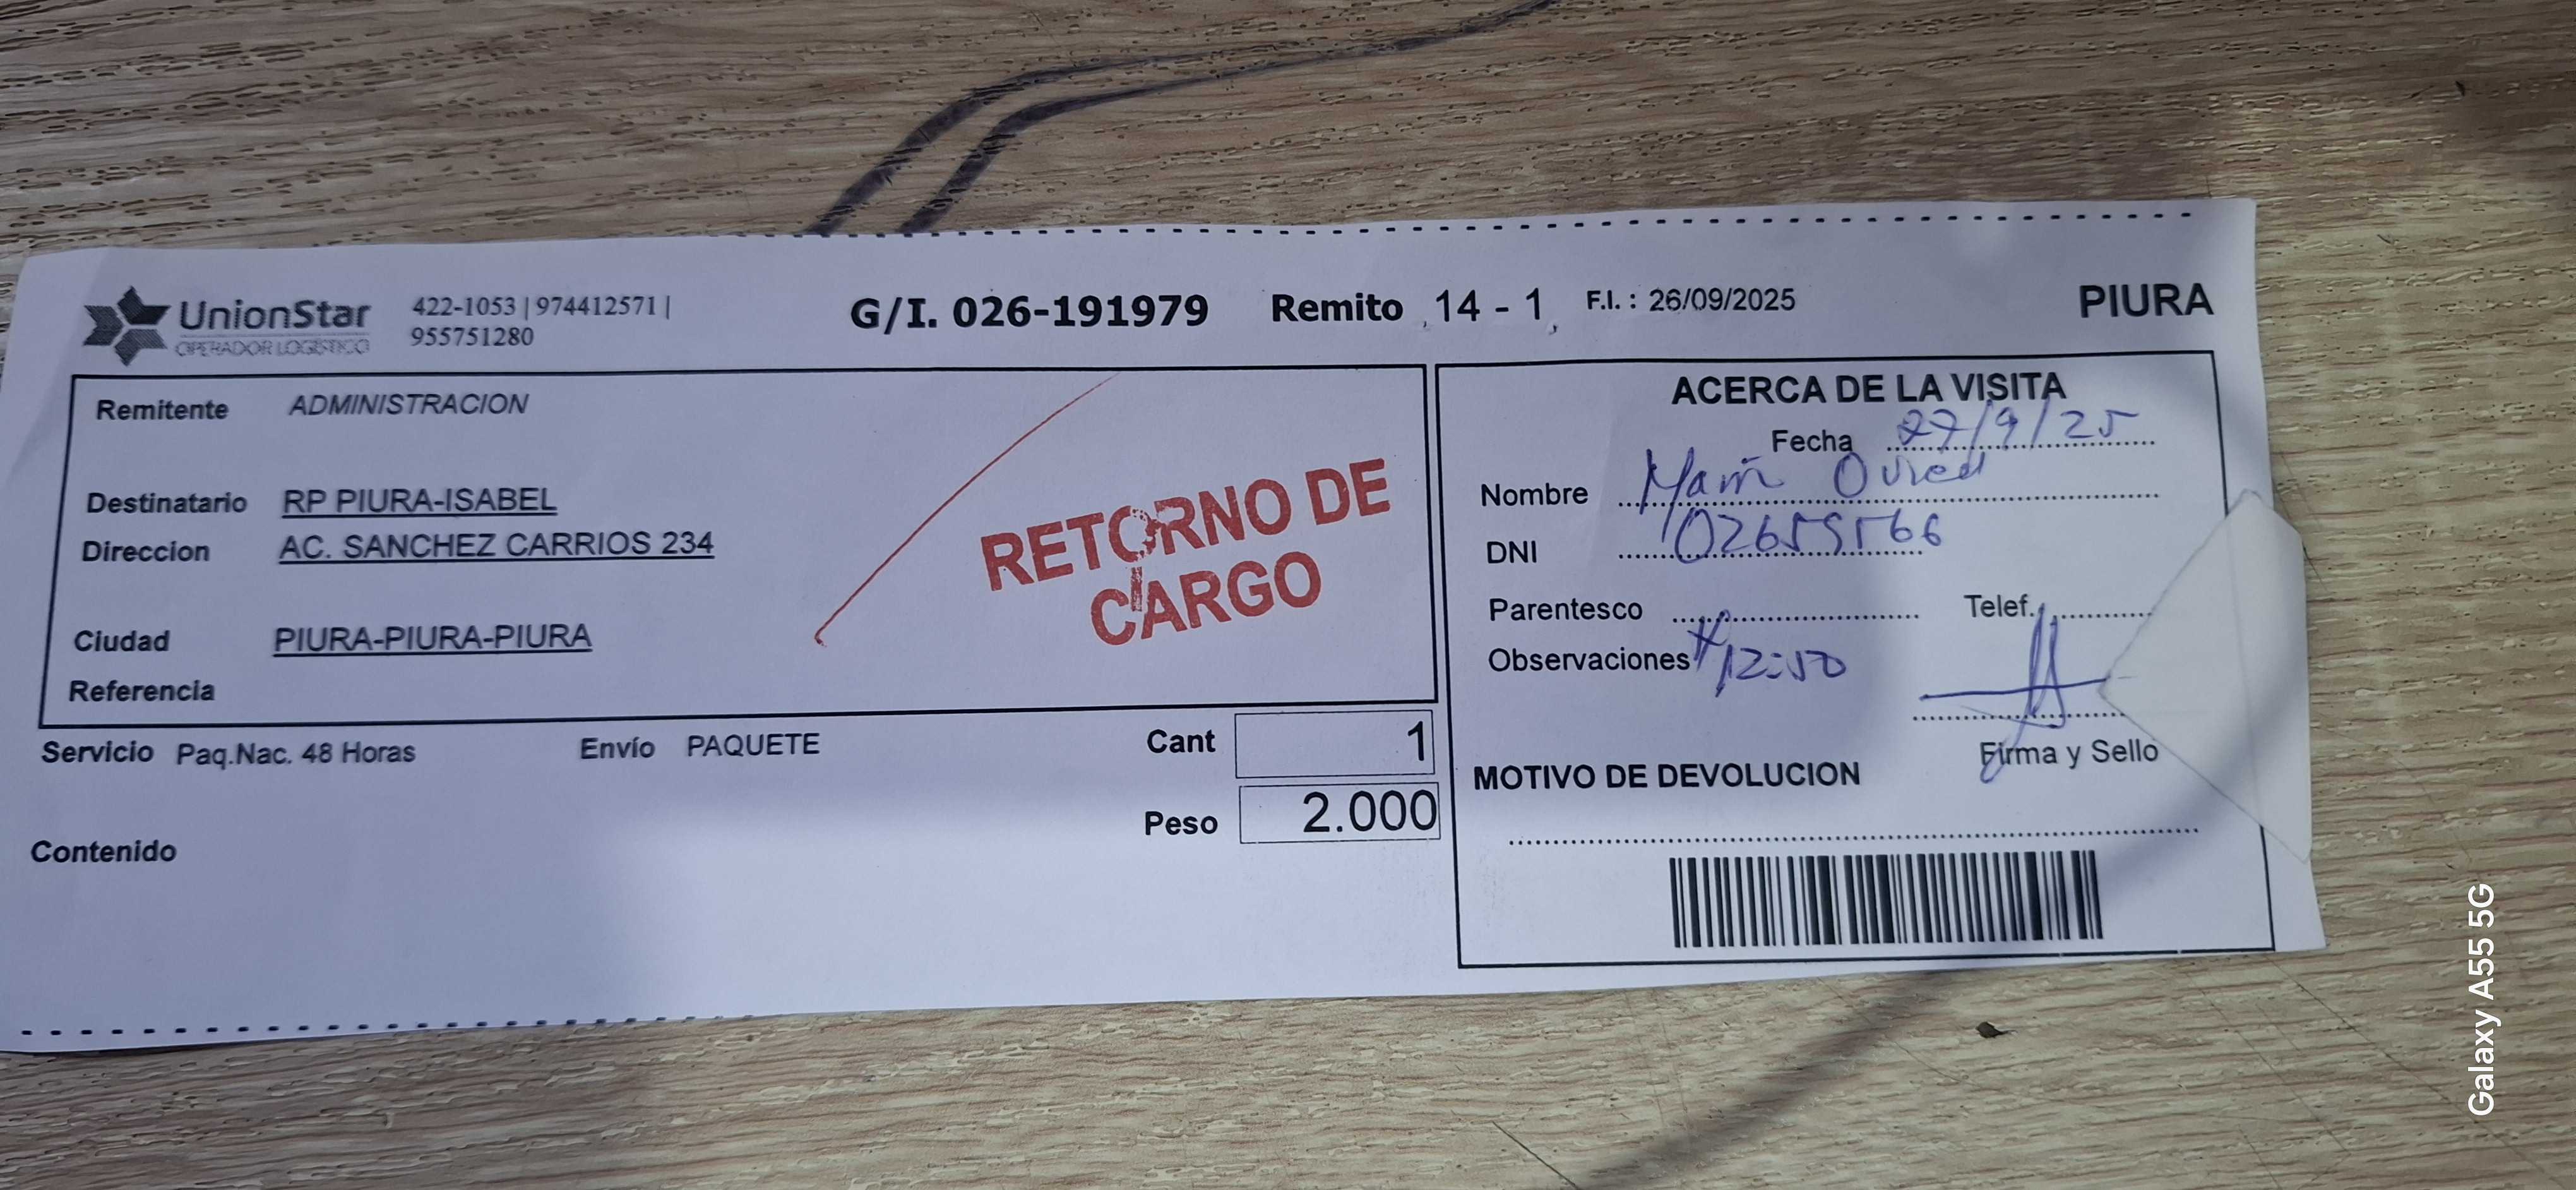 UnionStar
OPERADOR LOGISTICO
422-1053 | 974412571 |
955751280
G/I. 026-191979 Remito 14 - 1 F.I. : 26/09/2025 PIURA
Remitente ADMINISTRACION
Destinatario RP PIURA-ISABEL
Direccion AC. SANCHEZ CARRIOS 234
Ciudad PIURA-PIURA-PIURA
Referencia
RETORNO DE
CARGO
Servicio Paq.Nac. 48 Horas Envío PAQUETE
Cant 1
Peso 2.000
Contenido
ACERCA DE LA VISITA
Fecha 27/9/25
Nombre
DNI 02659566
Parentesco Telef.
Observaciones 12:50
Firma y Sello
MOTIVO DE DEVOLUCION
Galaxy A55 5G